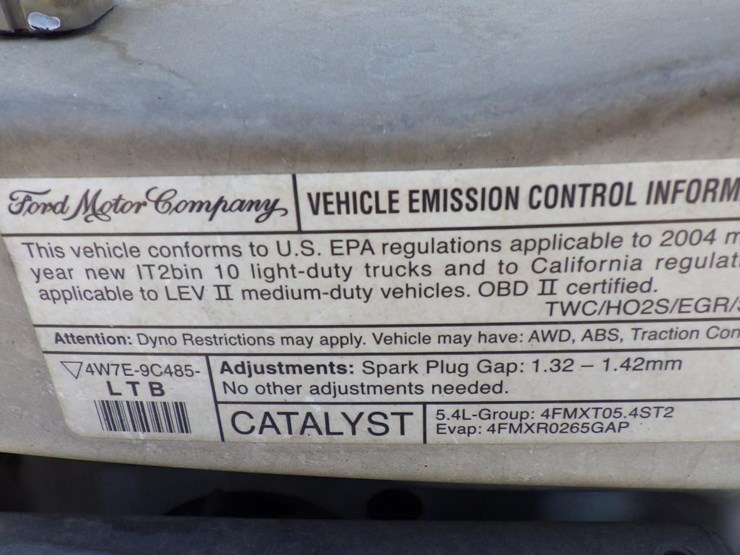 Ford Motor Company VEHICLE EMISSION CONTROL INFORM
This vehicle conforms to U.S. EPA regulations applicable to 2004 m
year new IT2bin 10 light-duty trucks and to California regulat
applicable to LEV II medium-duty vehicles. OBD II certified.
TWC/HO2S/EGR/
Attention: Dyno Restrictions may apply. Vehicle may have: AWD, ABS, Traction Con
4W7E-9C485-
LTB
Adjustments: Spark Plug Gap: 1.32 – 1.42mm
No other adjustments needed.
CATALYST
5.4L-Group: 4FMXT05.4ST2
Evap: 4FMXR0265GAP